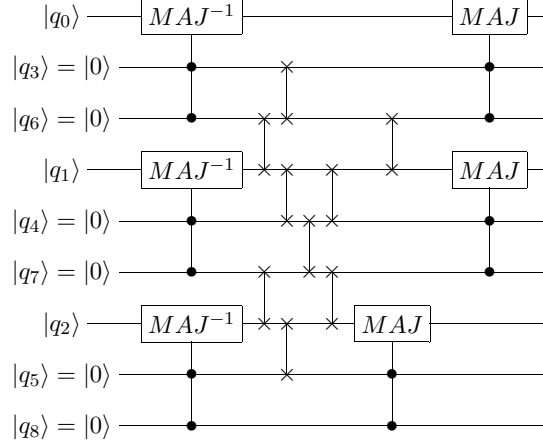 |q₀⟩ MAJ⁻¹ MAJ
|q₃⟩ = |0⟩
|q₆⟩ = |0⟩
|q₁⟩ MAJ⁻¹ MAJ
|q₄⟩ = |0⟩
|q₇⟩ = |0⟩
|q₂⟩ MAJ⁻¹ MAJ
|q₅⟩ = |0⟩
|q₈⟩ = |0⟩